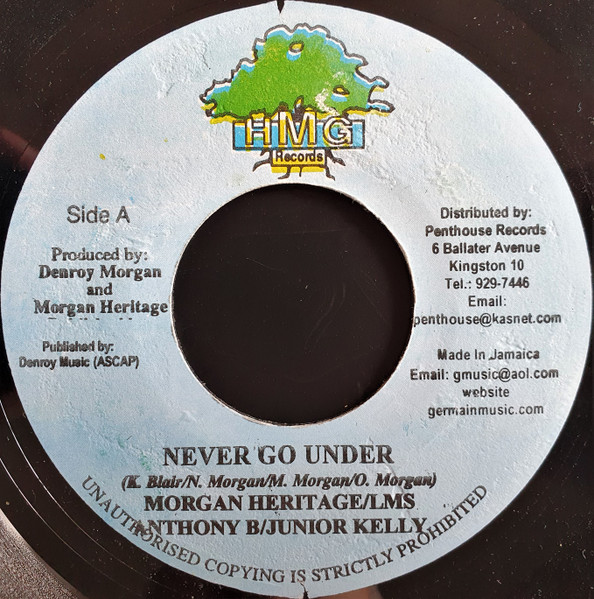 HMG
Records
Side A
Produced by:
Denroy Morgan
and
Morgan Heritage
Published by:
Denroy Music (ASCAP)
Distributed by:
Penthouse Records
6 Ballater Avenue
Kingston 10
Tel.: 929-7446
Email:
penthouse@kasnet.com
Made In Jamaica
Email: gmusic@aol.com
website
germainmusic.com
NEVER GO UNDER
(K. Blair/N. Morgan/M. Morgan/O. Morgan)
MORGAN HERITAGE/LMS
ANTHONY B/JUNIOR KELLY
UNAUTHORISED COPYING IS STRICTLY PROHIBITED